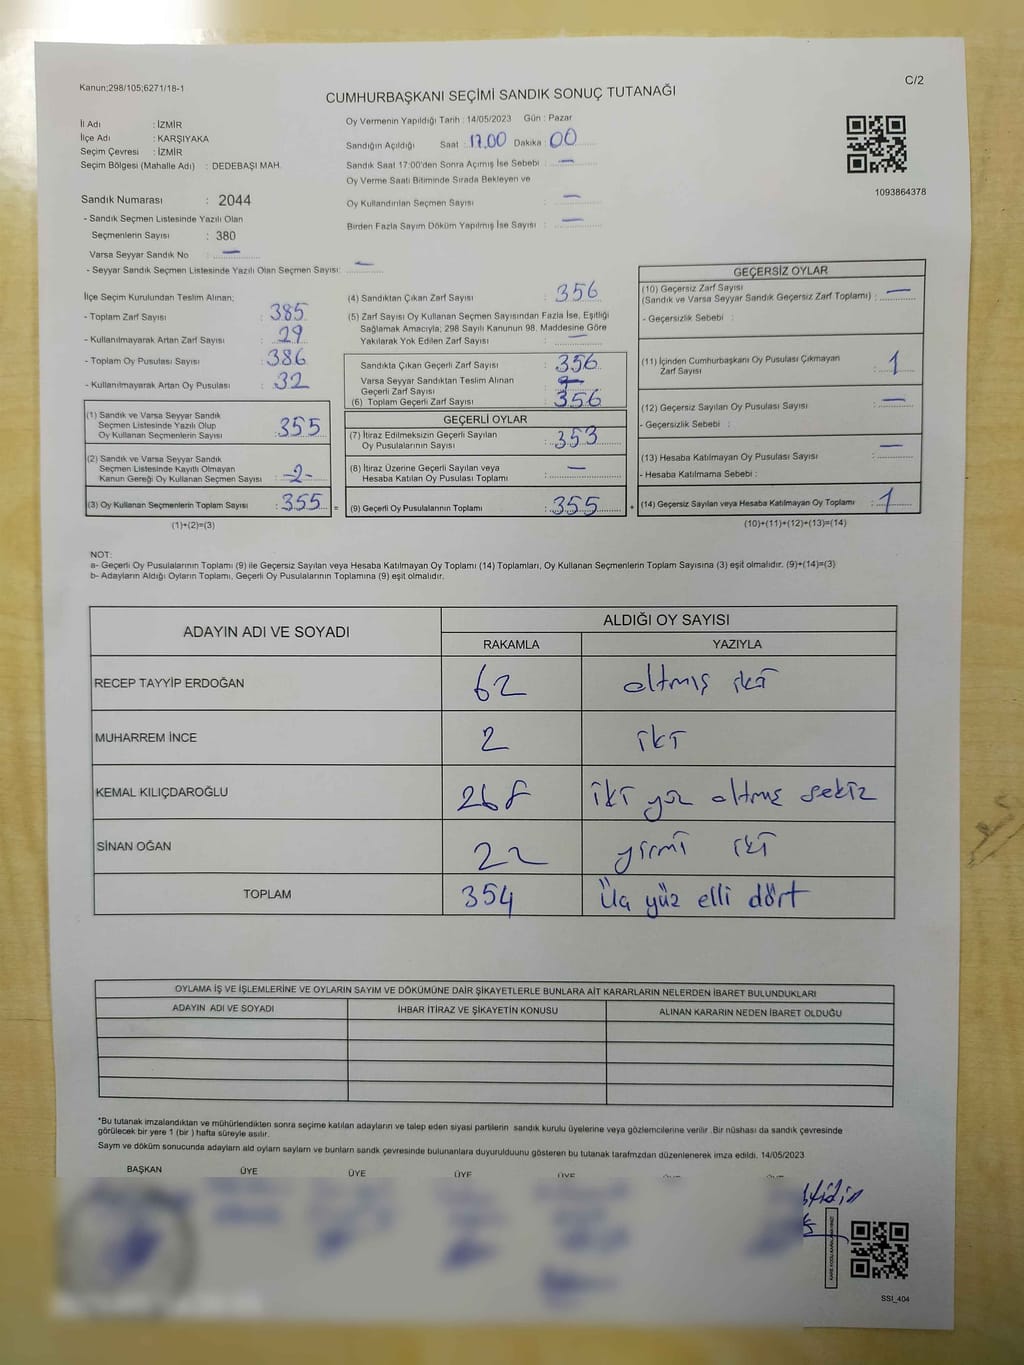 Kanun;298/105;6271/18-1
C/2
CUMHURBAŞKANI SEÇİMİ SANDIK SONUÇ TUTANAĞI
İl Adı : İZMİR
İlçe Adı : KARŞIYAKA
Seçim Çevresi : İZMİR
Seçim Bölgesi (Mahalle Adı) : DEDEBAŞI MAH.
Oy Vermenin Yapıldığı Tarih : 14/05/2023 Gün : Pazar
Sandığın Açıldığı Saat : 17.00 Dakika : 00
Sandık Saat 17:00'den Sonra Açımış İse Sebebi : —
Oy Verme Saati Bitiminde Sırada Bekleyen ve
Oy Kullandırılan Seçmen Sayısı : —
Birden Fazla Sayım Döküm Yapılmış İse Sayısı : —
1093864378
Sandık Numarası : 2044
- Sandık Seçmen Listesinde Yazılı Olan
Seçmenlerin Sayısı : 380
Varsa Seyyar Sandık No : —
- Seyyar Sandık Seçmen Listesinde Yazılı Olan Seçmen Sayısı: —
İlçe Seçim Kurulundan Teslim Alınan;
- Toplam Zarf Sayısı : 385
- Kullanılmayarak Artan Zarf Sayısı : 29
- Toplam Oy Pusulası Sayısı : 386
- Kullanılmayarak Artan Oy Pusulası : 32
(1) Sandık ve Varsa Seyyar Sandık
Seçmen Listesinde Yazılı Olup
Oy Kullanan Seçmenlerin Sayısı : 355
(2) Sandık ve Varsa Seyyar Sandık
Seçmen Listesinde Kayıtlı Olmayan
Kanun Gereği Oy Kullanan Seçmen Sayısı : -2-
(3) Oy Kullanan Seçmenlerin Toplam Sayısı : 355 =
(1)+(2)=(3)
(4) Sandıktan Çıkan Zarf Sayısı : 356
(5) Zarf Sayısı Oy Kullanan Seçmen Sayısından Fazla İse, Eşitliği
Sağlamak Amacıyla; 298 Sayılı Kanunun 98. Maddesine Göre
Yakılarak Yok Edilen Zarf Sayısı : —
Sandıkta Çıkan Geçerli Zarf Sayısı : 356
Varsa Seyyar Sandıktan Teslim Alınan
Geçerli Zarf Sayısı :
(6) Toplam Geçerli Zarf Sayısı : 356
GEÇERLİ OYLAR
(7) İtiraz Edilmeksizin Geçerli Sayılan
Oy Pusulalarının Sayısı : 353
(8) İtiraz Üzerine Geçerli Sayılan veya
Hesaba Katılan Oy Pusulası Toplamı : —
(9) Geçerli Oy Pusulalarının Toplamı : 355 +
GEÇERSİZ OYLAR
(10) Geçersiz Zarf Sayısı
(Sandık ve Varsa Seyyar Sandık Geçersiz Zarf Toplamı) : —
- Geçersizlik Sebebi :
(11) İçinden Cumhurbaşkanı Oy Pusulası Çıkmayan
Zarf Sayısı : 1
(12) Geçersiz Sayılan Oy Pusulası Sayısı : —
- Geçersizlik Sebebi :
(13) Hesaba Katılmayan Oy Pusulası Sayısı : —
- Hesaba Katılmama Sebebi :
(14) Geçersiz Sayılan veya Hesaba Katılmayan Oy Toplamı : 1
(10)+(11)+(12)+(13)=(14)
NOT:
a- Geçerli Oy Pusulalarının Toplamı (9) ile Geçersiz Sayılan veya Hesaba Katılmayan Oy Toplamı (14) Toplamları, Oy Kullanan Seçmenlerin Toplam Sayısına (3) eşit olmalıdır. (9)+(14)=(3)
b- Adayların Aldığı Oyların Toplamı, Geçerli Oy Pusulalarının Toplamına (9) eşit olmalıdır.
ADAYIN ADI VE SOYADI
ALDIĞI OY SAYISI
RAKAMLA YAZIYLA
RECEP TAYYİP ERDOĞAN 62 altmış iki
MUHARREM İNCE 2 iki
KEMAL KILIÇDAROĞLU 268 iki yüz altmış sekiz
SİNAN OĞAN 22 yirmi iki
TOPLAM 354 Üç yüz elli dört
OYLAMA İŞ VE İŞLEMLERİNE VE OYLARIN SAYIM VE DÖKÜMÜNE DAİR ŞİKAYETLERLE BUNLARA AİT KARARLARIN NELERDEN İBARET BULUNDUKLARI
ADAYIN ADI VE SOYADI İHBAR İTİRAZ VE ŞİKAYETİN KONUSU ALINAN KARARIN NEDEN İBARET OLDUĞU
*Bu tutanak imzalandıktan ve mühürlendikten sonra seçime katılan adayların ve talep eden siyasi partilerin sandık kurulu üyelerine veya gözlemcilerine verilir .Bir nüshası da sandık çevresinde
görülecek bir yere 1 (bir ) hafta süreyle asılır.
Sayım ve döküm sonucunda adayların ald oyların sayların ve bunların sandık çevresinde bulunanlara duyurulduunu gösteren bu tutanak tarafımzdan düzenlenerek imza edildi. 14/05/2023
BAŞKAN ÜYE ÜYE ÜYE ÜYE
SSI_404